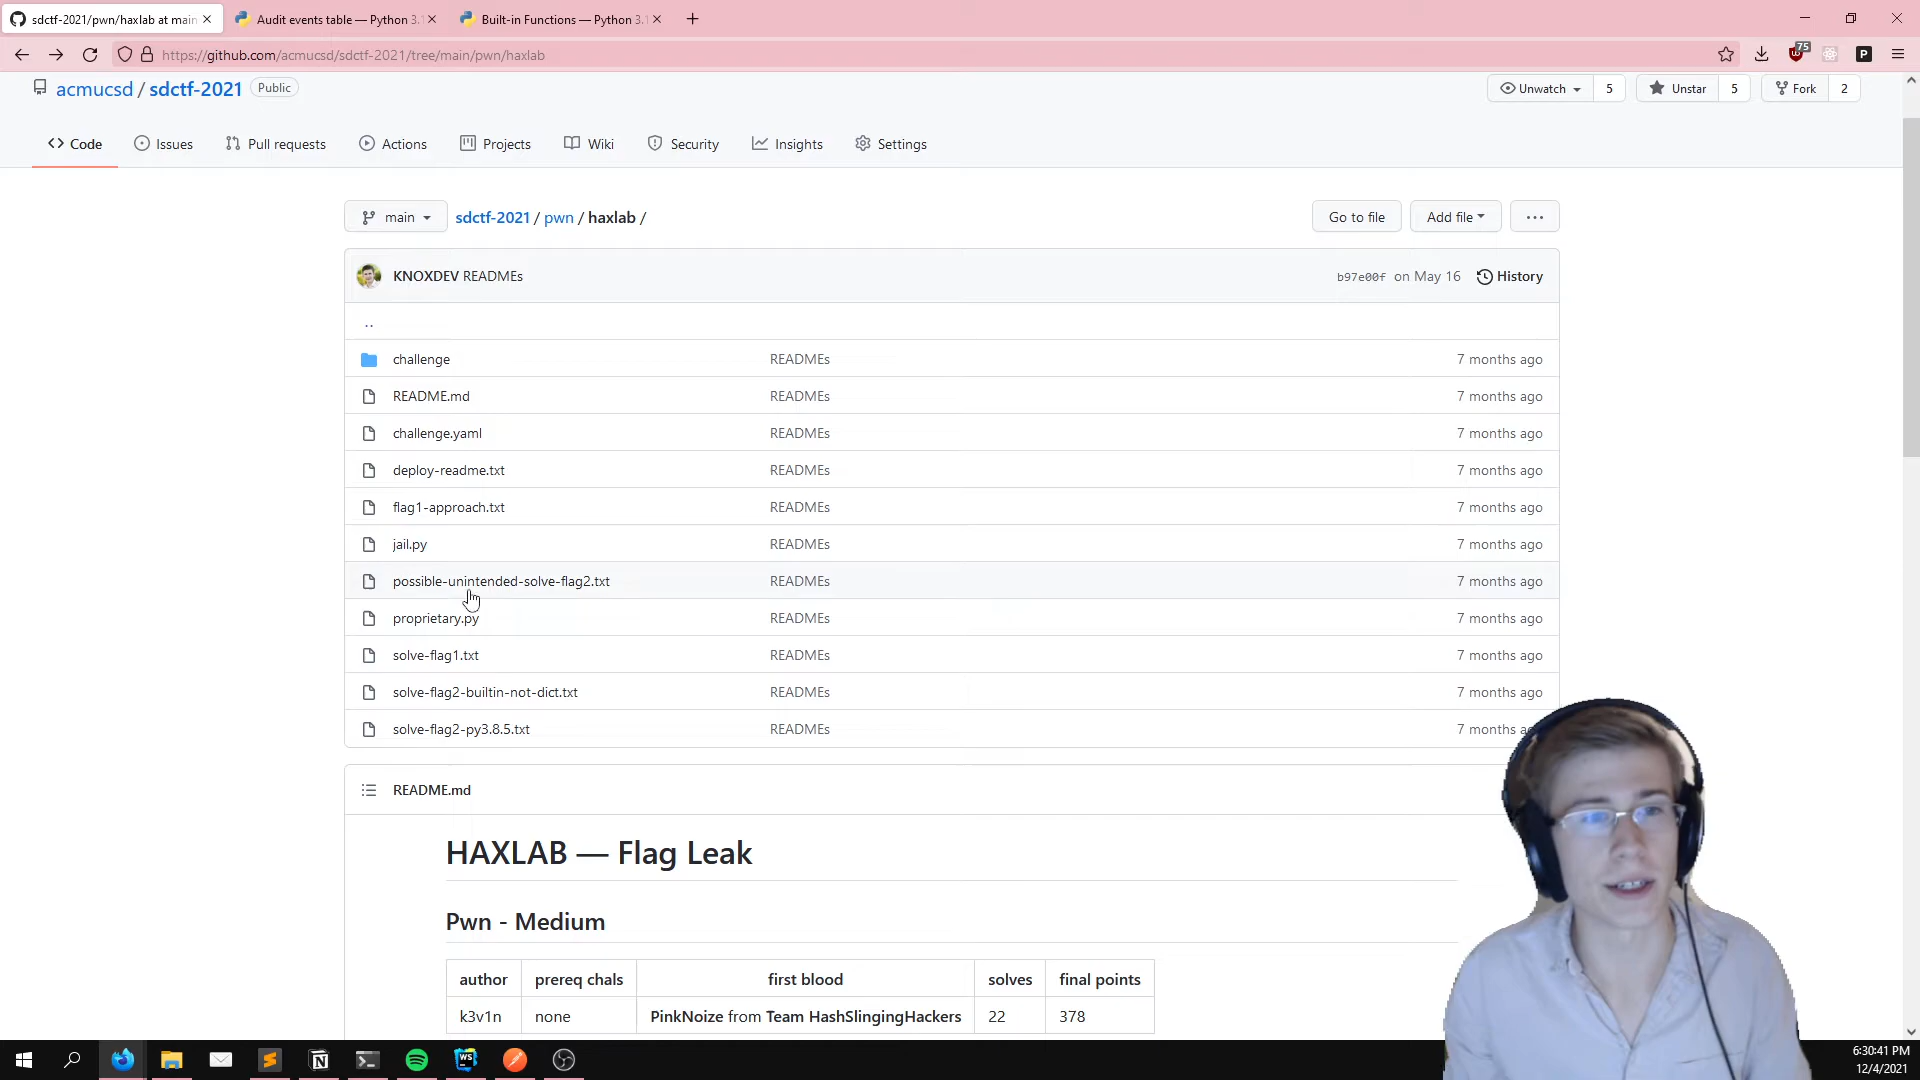 sdctf-2021/pwn/haxlab at main
Audit events table — Python 3.1
Built-in Functions — Python 3.1
https://github.com/acmucsd/sdctf-2021/tree/main/pwn/haxlab
75
acmucsd / sdctf-2021 Public
Unwatch 5 Unstar 5 Fork 2
Code Issues Pull requests Actions Projects Wiki Security Insights Settings
main sdctf-2021 / pwn / haxlab / Go to file Add file ...
KNOXDEV READMEs b97e00f on May 16 History
..
challenge READMEs 7 months ago
README.md READMEs 7 months ago
challenge.yaml READMEs 7 months ago
deploy-readme.txt READMEs 7 months ago
flag1-approach.txt READMEs 7 months ago
jail.py READMEs 7 months ago
possible-unintended-solve-flag2.txt READMEs 7 months ago
proprietary.py READMEs 7 months ago
solve-flag1.txt READMEs 7 months ago
solve-flag2-builtin-not-dict.txt READMEs 7 months ago
solve-flag2-py3.8.5.txt READMEs 7 months
README.md
HAXLAB — Flag Leak
Pwn - Medium
author prereq chals first blood solves final points
k3v1n none PinkNoize from Team HashSlingingHackers 22 378
6:30:41 PM
12/4/2021